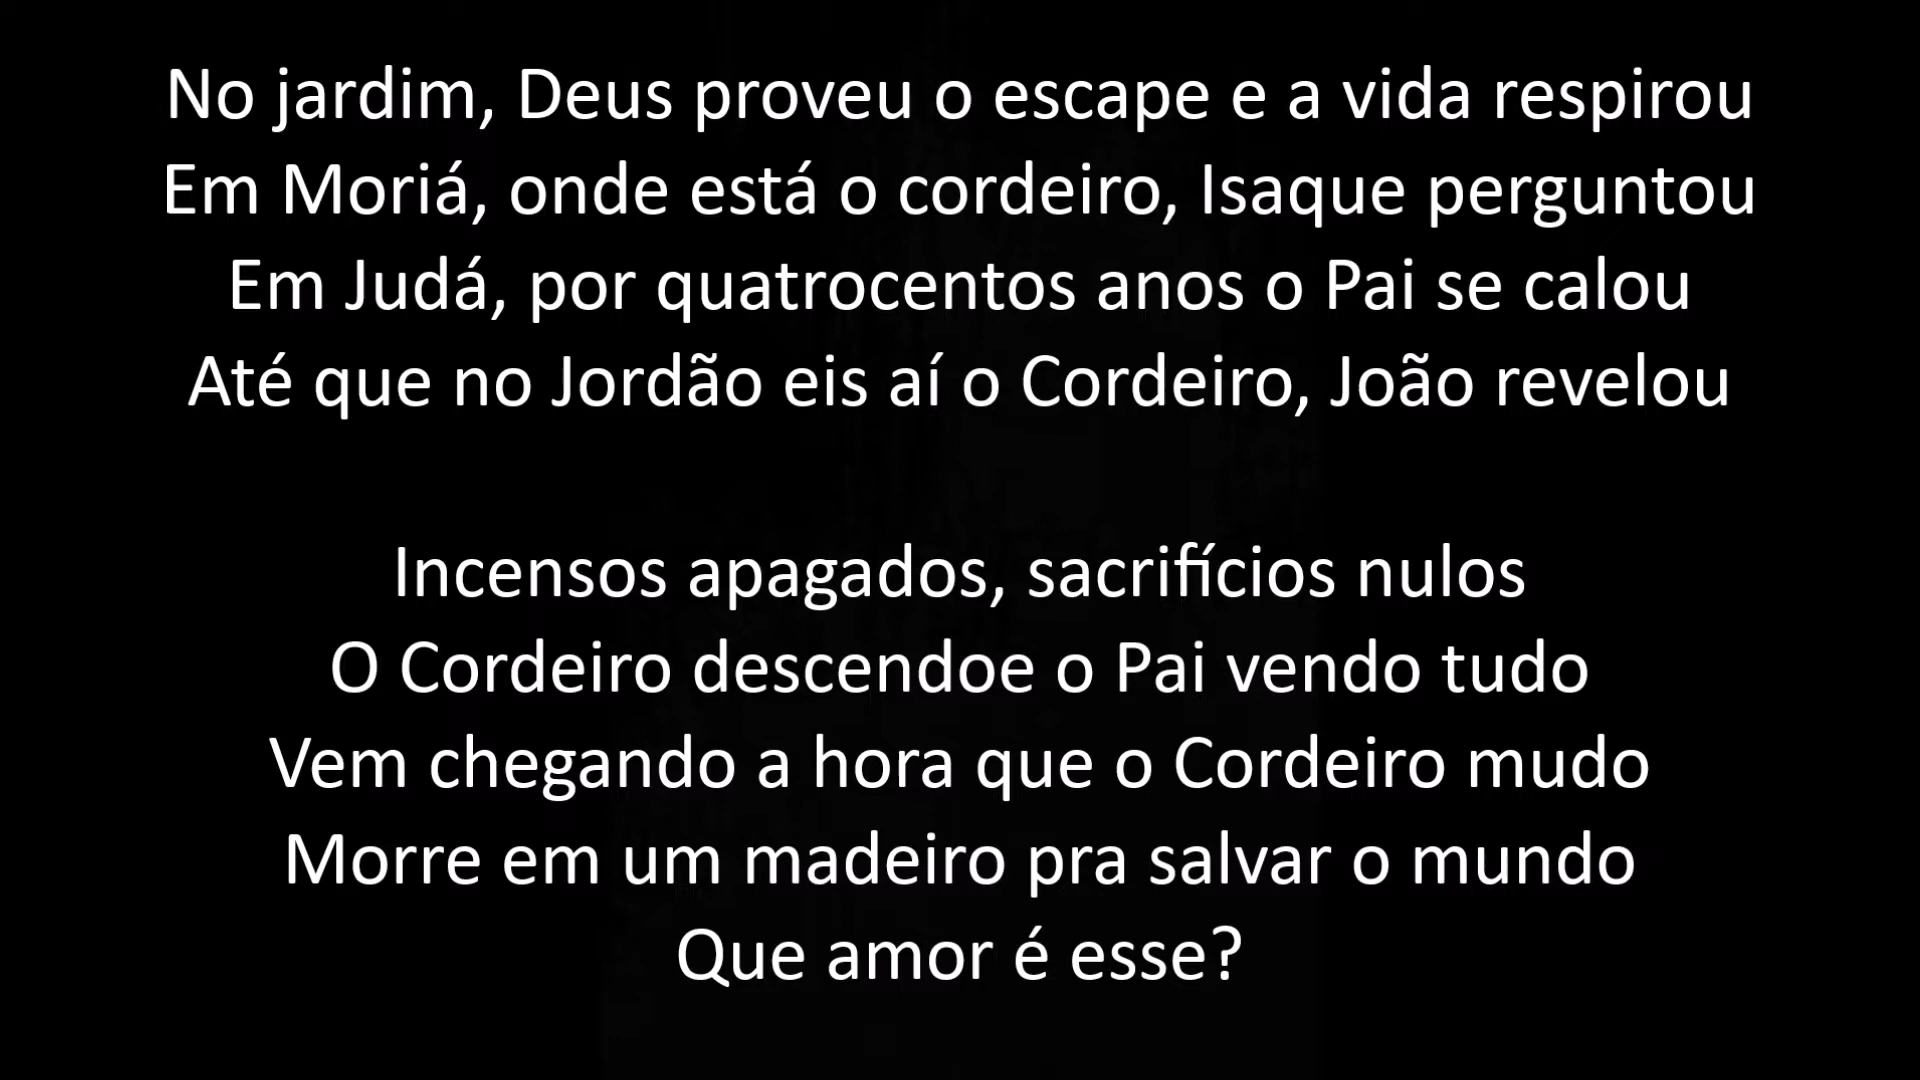 No jardim, Deus proveu o escape e a vida respirou
Em Moriá, onde está o cordeiro, Isaque perguntou
Em Judá, por quatrocentos anos o Pai se calou
Até que no Jordão eis aí o Cordeiro, João revelou
Incensos apagados, sacrifícios nulos
O Cordeiro descendoe o Pai vendo tudo
Vem chegando a hora que o Cordeiro mudo
Morre em um madeiro pra salvar o mundo
Que amor é esse?